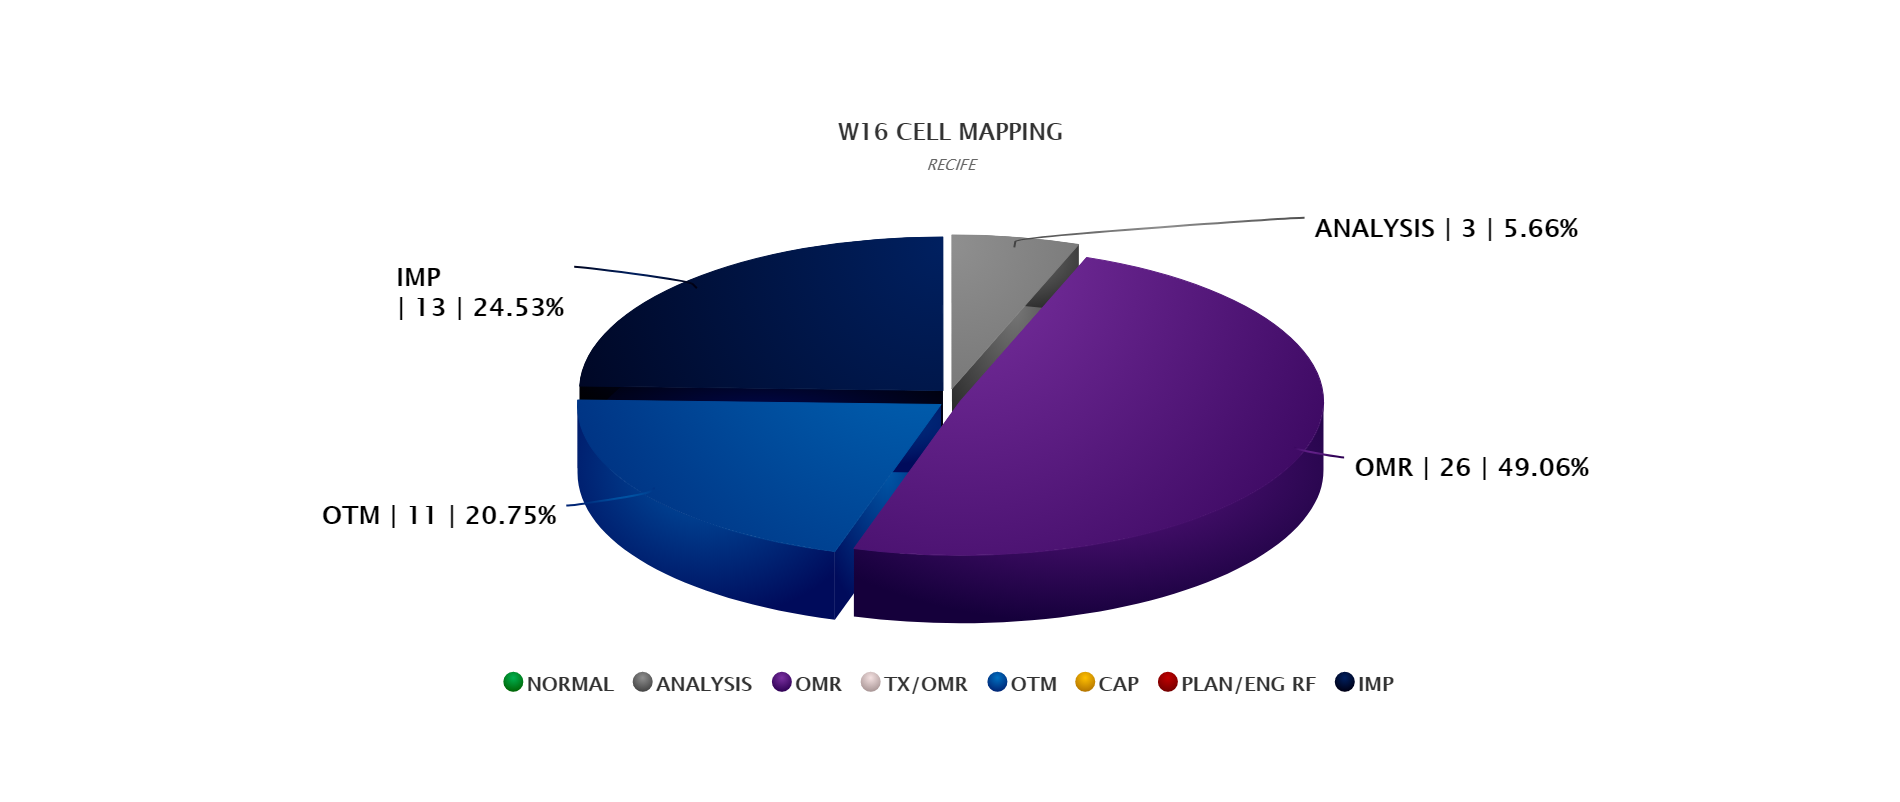 W16 CELL MAPPING
RECIFE
ANALYSIS | 3 | 5.66%
IMP
| 13 | 24.53%
OMR | 26 | 49.06%
OTM | 11 | 20.75%
NORMAL ANALYSIS OMR TX/OMR OTM CAP PLAN/ENG RF IMP